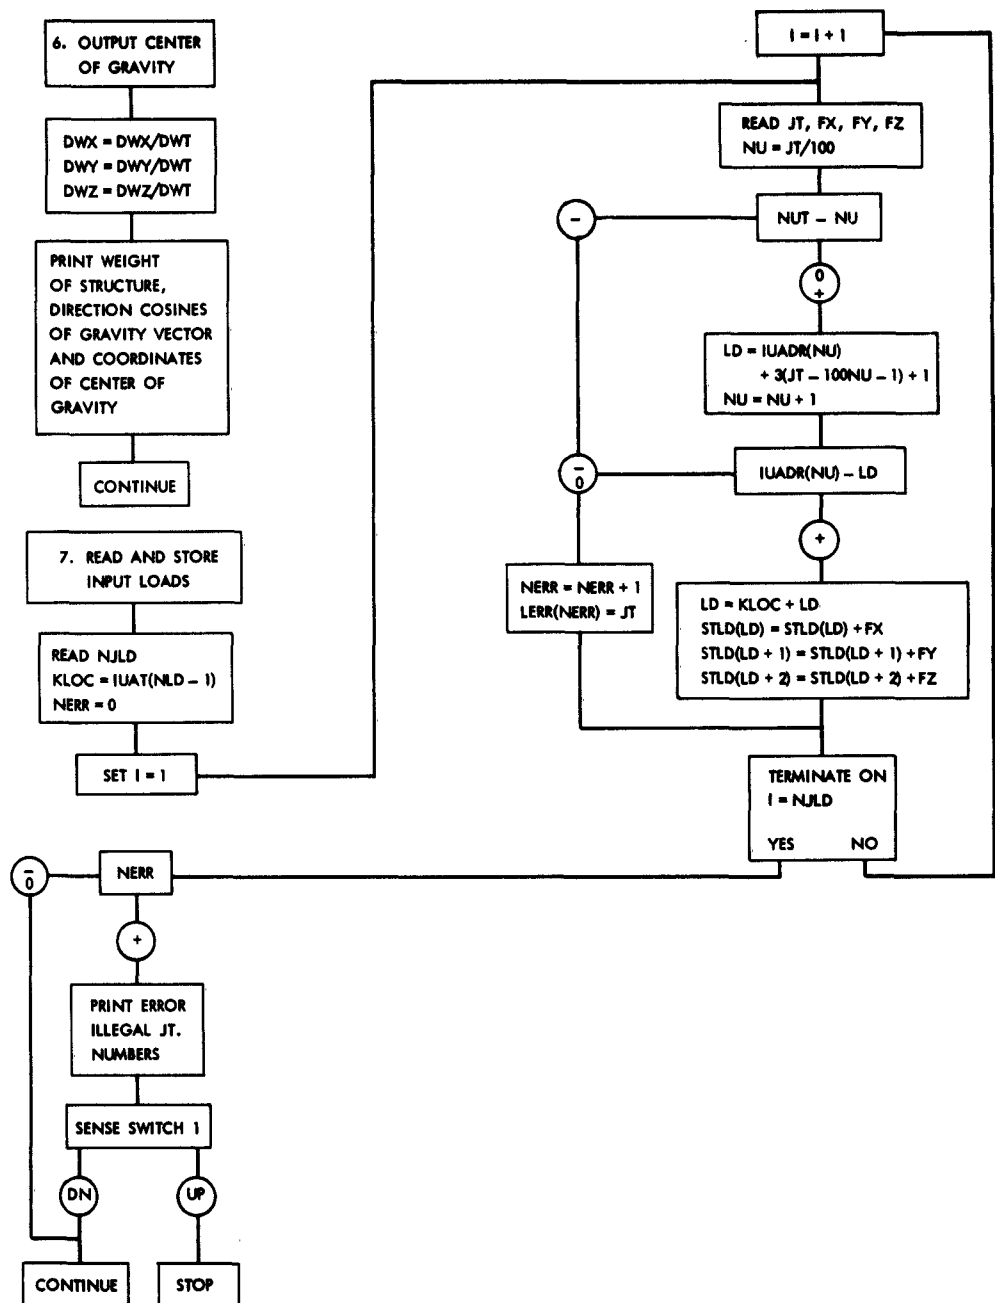 6. OUTPUT CENTER
OF GRAVITY
DWX = DWX/DWT
DWY = DWY/DWT
DWZ = DWZ/DWT
PRINT WEIGHT
OF STRUCTURE,
DIRECTION COSINES
OF GRAVITY VECTOR
AND COORDINATES
OF CENTER OF
GRAVITY
CONTINUE
7. READ AND STORE
INPUT LOADS
READ NJLD
KLOC = IUAT(NLD – 1)
NERR = 0
SET I = 1
I = I + 1
READ JT, FX, FY, FZ
NU = JT/100
NUT – NU
–
0
+
LD = IUADR(NU)
+ 3(JT – 100NU – 1) + 1
NU = NU + 1
IUADR(NU) – LD
–
0
+
NERR = NERR + 1
LERR(NERR) = JT
LD = KLOC + LD
STLD(LD) = STLD(LD) + FX
STLD(LD + 1) = STLD(LD + 1) + FY
STLD(LD + 2) = STLD(LD + 2) + FZ
TERMINATE ON
I = NJLD
YES NO
NERR
–
0
+
PRINT ERROR
ILLEGAL JT.
NUMBERS
SENSE SWITCH 1
DN
UP
CONTINUE
STOP